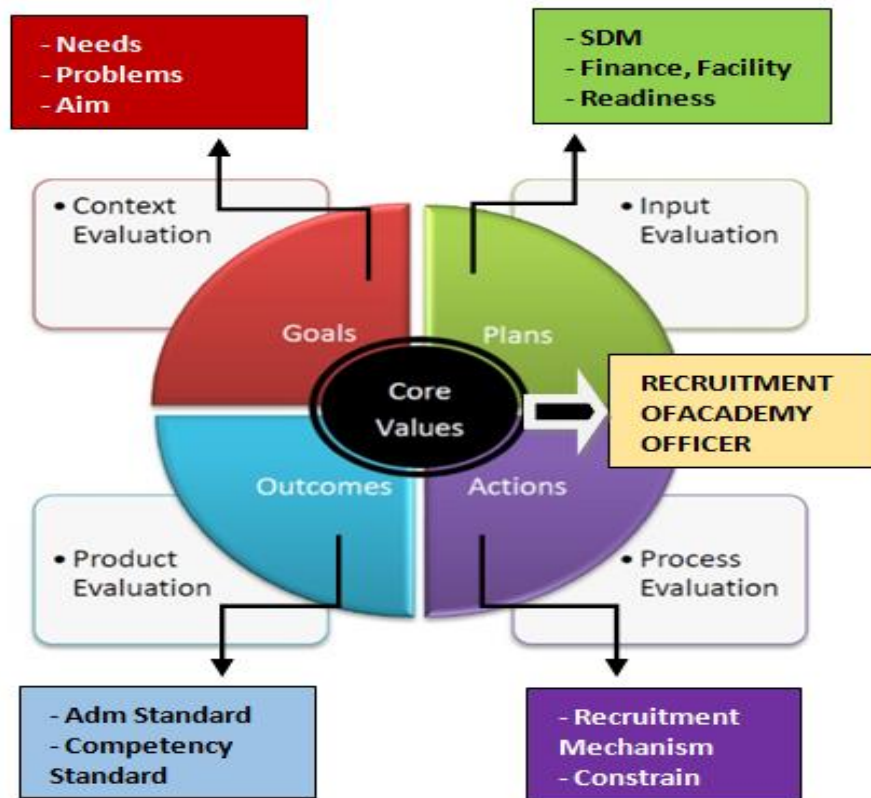 - Needs
- Problems
- Aim
- SDM
- Finance, Facility
- Readiness
• Context
Evaluation
• Input
Evaluation
Goals
Plans
Core
Values
RECRUITMENT
OFACADEMY
OFFICER
Outcomes
Actions
• Product
Evaluation
• Process
Evaluation
- Adm Standard
- Competency
Standard
- Recruitment
Mechanism
- Constrain